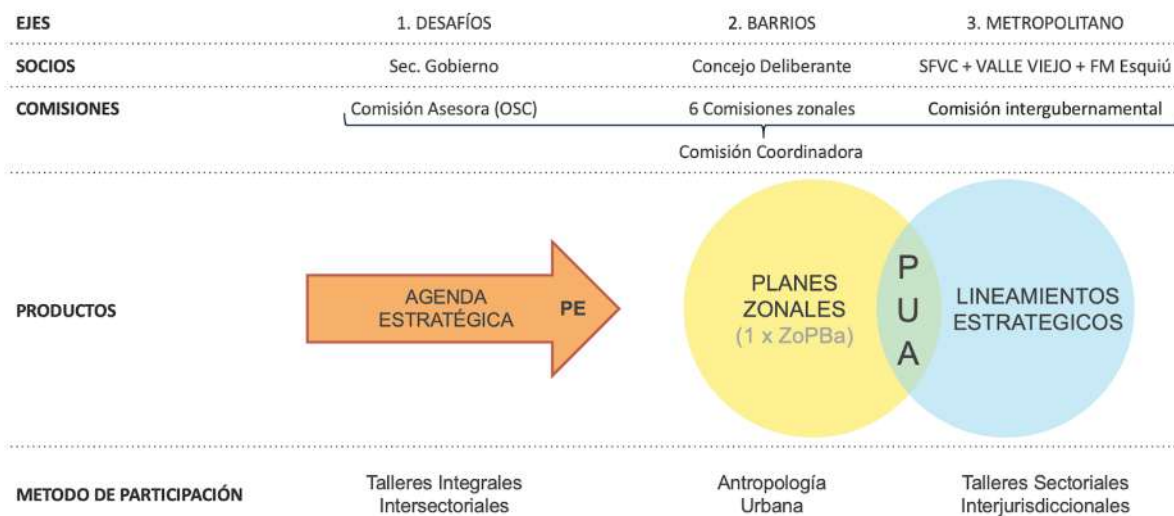 EJES 1. DESAFÍOS 2. BARRIOS 3. METROPOLITANO
SOCIOS Sec. Gobierno Concejo Deliberante SFVC + VALLE VIEJO + FM Esquiú
COMISIONES Comisión Asesora (OSC) 6 Comisiones zonales Comisión intergubernamental
Comisión Coordinadora
PRODUCTOS
AGENDA
ESTRATÉGICA
PE
PLANES
ZONALES
(1 x ZoPBa)
P
U
A
LINEAMIENTOS
ESTRATEGICOS
METODO DE PARTICIPACIÓN
Talleres Integrales
Intersectoriales
Antropología
Urbana
Talleres Sectoriales
Interjurisdiccionales